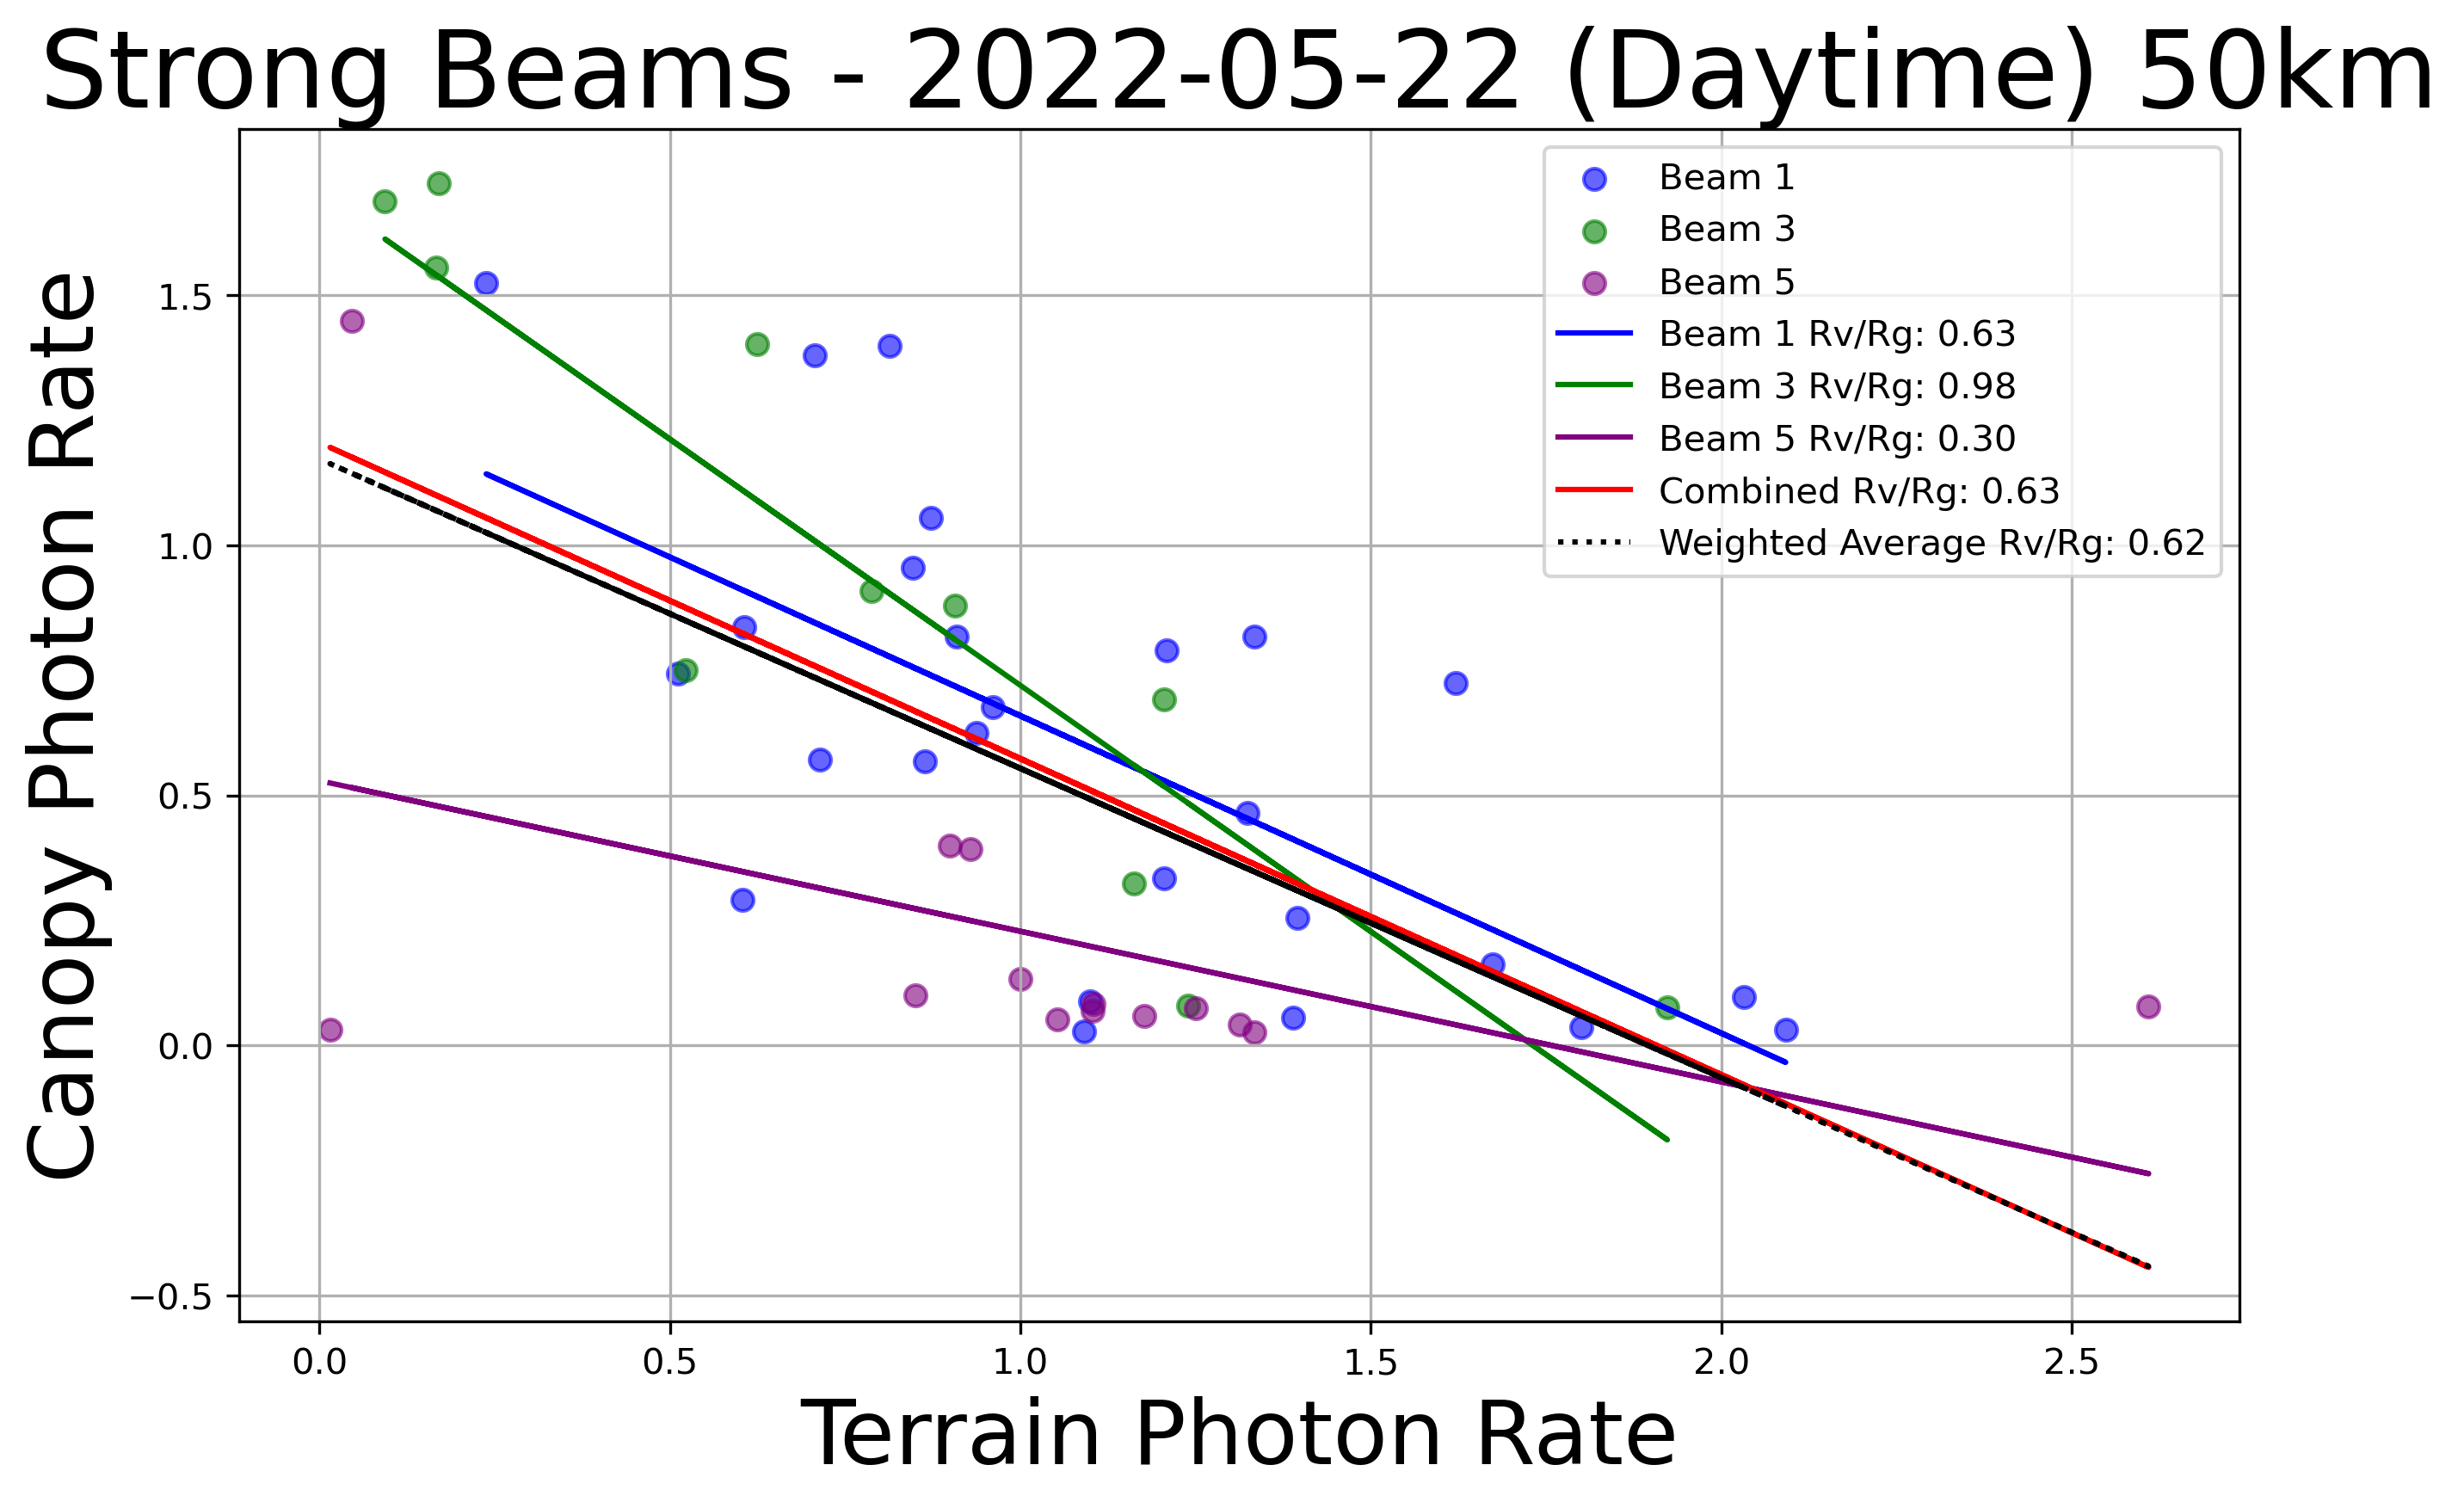 Strong Beams - 2022-05-22 (Daytime) 50km
Canopy Photon Rate
1.5
1.0
0.5
0.0
−0.5
Beam 1
Beam 3
Beam 5
Beam 1 Rv/Rg: 0.63
Beam 3 Rv/Rg: 0.98
Beam 5 Rv/Rg: 0.30
Combined Rv/Rg: 0.63
Weighted Average Rv/Rg: 0.62
0.0 0.5 1.0 1.5 2.0 2.5
Terrain Photon Rate